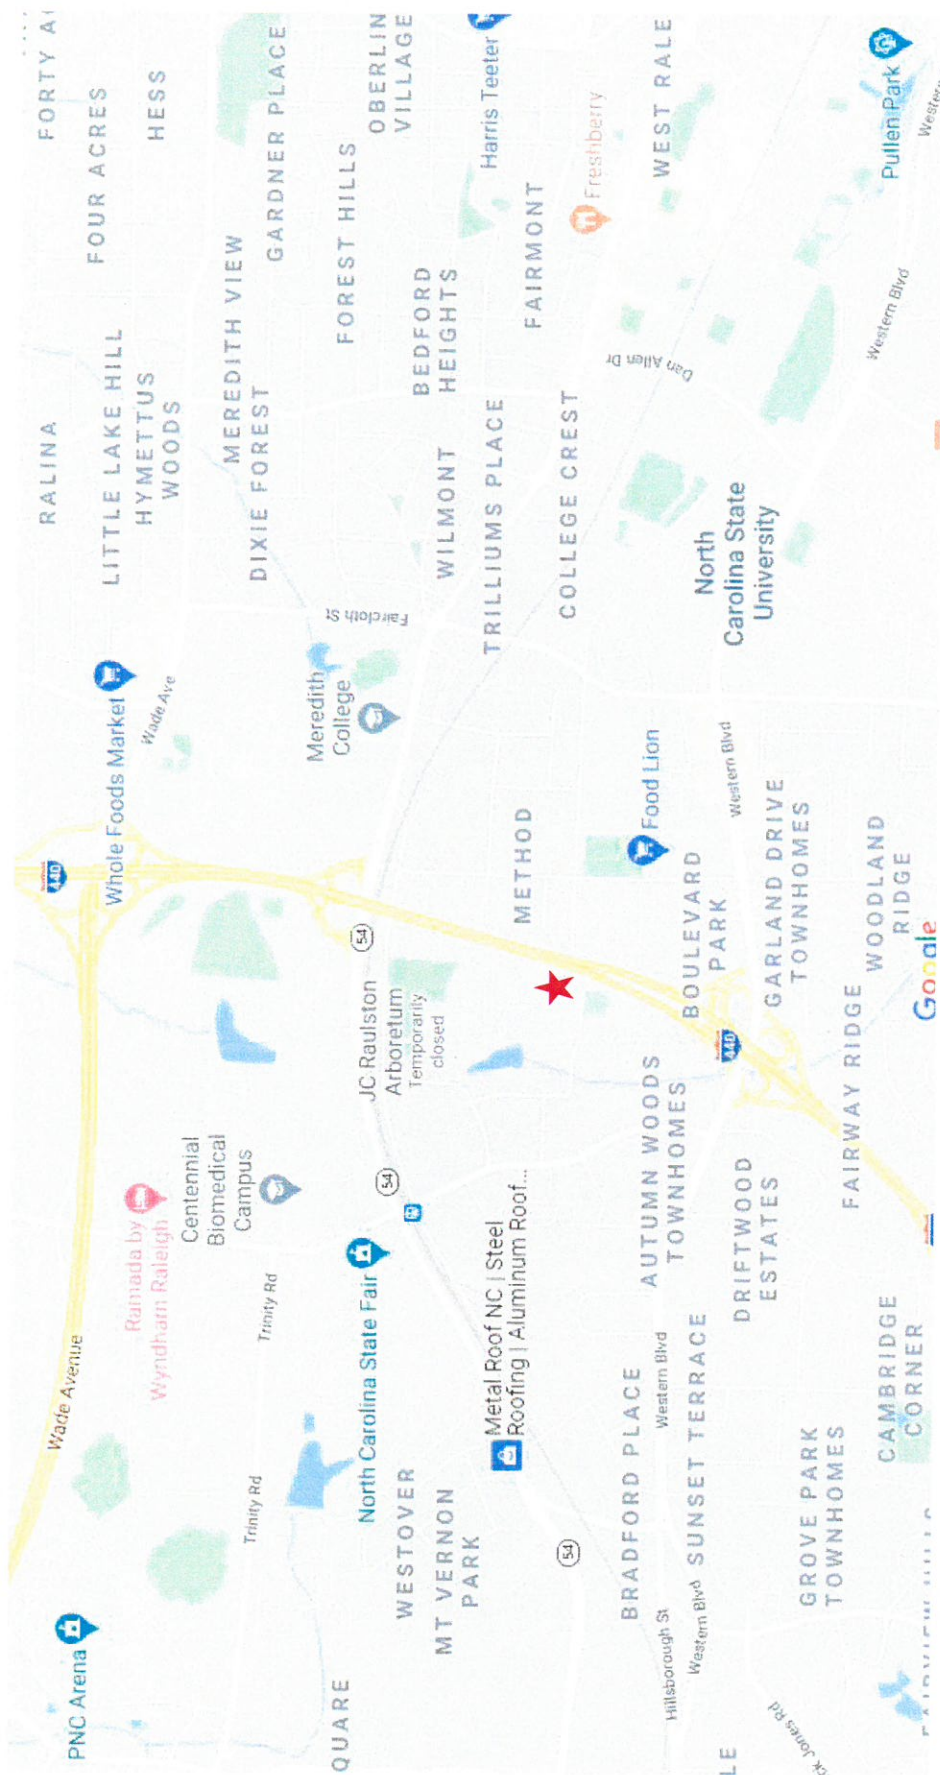 PNC Arena
Wade Avenue
Ramada by
Wyndham Raleigh
Centennial
Biomedical
Campus
Trinity Rd
Trinity Rd
North Carolina State Fair
440
Whole Foods Market
Wade Ave
RALINA
LITTLE LAKE HILL
HYMETTUS
WOODS
FOUR ACRES
HESS
MEREDITH VIEW
DIXIE FOREST
GARDNER PLACE
FOREST HILLS
OBERLIN
VILLAGE
Harris Teeter
Meredith
College
Faircloth St
54
54
JC Raulston
Arboretum
Temporarily
closed
BEDFORD
HEIGHTS
WILMONT
TRILLIUMS PLACE
FAIRMONT
Freshberry
WEST RALE
COLLEGE CREST
Dan Allen Dr
Pullen Park
Western
Western Blvd
North
Carolina State
University
QUARE
WESTOVER
MT VERNON
PARK
Metal Roof NC | Steel
Roofing | Aluminum Roof...
METHOD
Food Lion
54
BRADFORD PLACE
AUTUMN WOODS
TOWNHOMES
BOULEVARD
PARK
Western Blvd
440
Hillsborough St
Western Blvd
Western Blvd
SUNSET TERRACE
DRIFTWOOD
ESTATES
GARLAND DRIVE
TOWNHOMES
GROVE PARK
TOWNHOMES
FAIRWAY RIDGE
WOODLAND
RIDGE
CAMBRIDGE
CORNER
Jones Rd
LE
Google